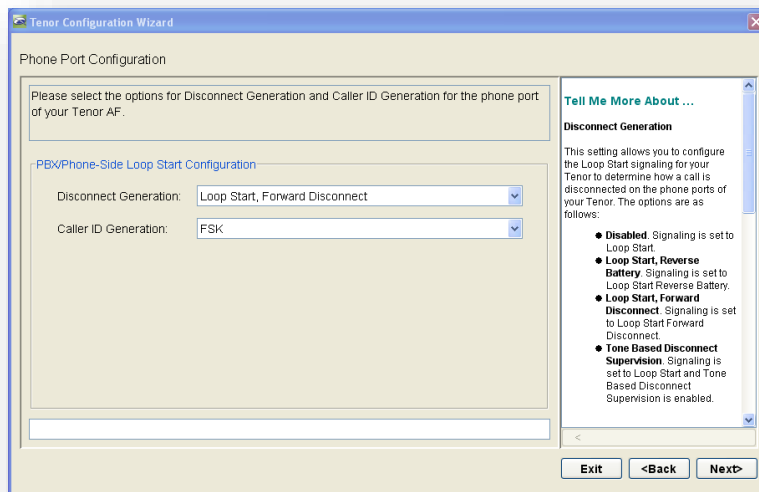 Tenor Configuration Wizard
Phone Port Configuration
Please select the options for Disconnect Generation and Caller ID Generation for the phone port
of your Tenor AF.
PBX/Phone-Side Loop Start Configuration
Disconnect Generation:
Loop Start, Forward Disconnect
Caller ID Generation:
FSK
Tell Me More About ...
Disconnect Generation
This setting allows you to configure
the Loop Start signaling for your
Tenor to determine how a call is
disconnected on the phone ports of
your Tenor. The options are as
follows:
● Disabled. Signaling is set to
Loop Start.
● Loop Start, Reverse
Battery. Signaling is set to
Loop Start Reverse Battery.
● Loop Start, Forward
Disconnect. Signaling is set
to Loop Start Forward
Disconnect.
● Tone Based Disconnect
Supervision. Signaling is
set to Loop Start and Tone
Based Disconnect
Supervision is enabled.
<
Exit
<Back
Next>